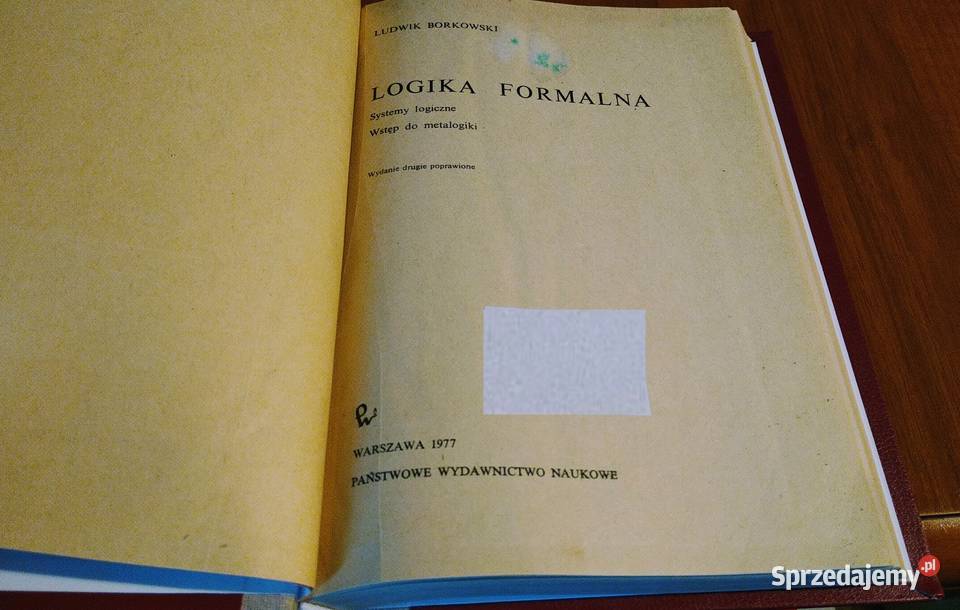 LUDWIK BORKOWSKI
LOGIKA FORMALNA
Systemy logiczne
Wstęp do metalogiki
Wydanie drugie poprawione
WARSZAWA 1977
PAŃSTWOWE WYDAWNICTWO NAUKOWE
Sprzedajemy.pl